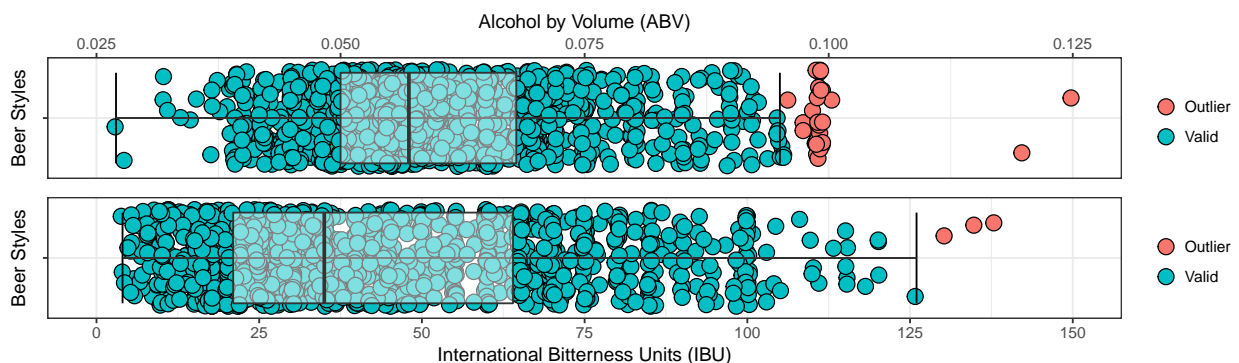 Alcohol by Volume (ABV)
0.025 0.050 0.075 0.100 0.125
Beer Styles
Outlier
Valid
Beer Styles
Outlier
Valid
0 25 50 75 100 125 150
International Bitterness Units (IBU)